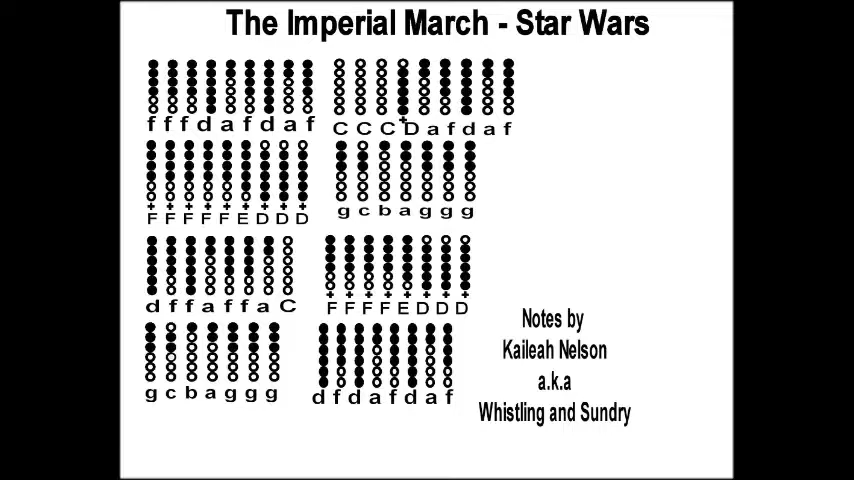 The Imperial March - Star Wars
f f f d a f d a f
C C C D a f d a f
F F F F F E D D D
g c b a g g g
d f f a f f a C
F F F F E D D D
g c b a g g g
d f d a f d a f
Notes by
Kaileah Nelson
a.k.a
Whistling and Sundry